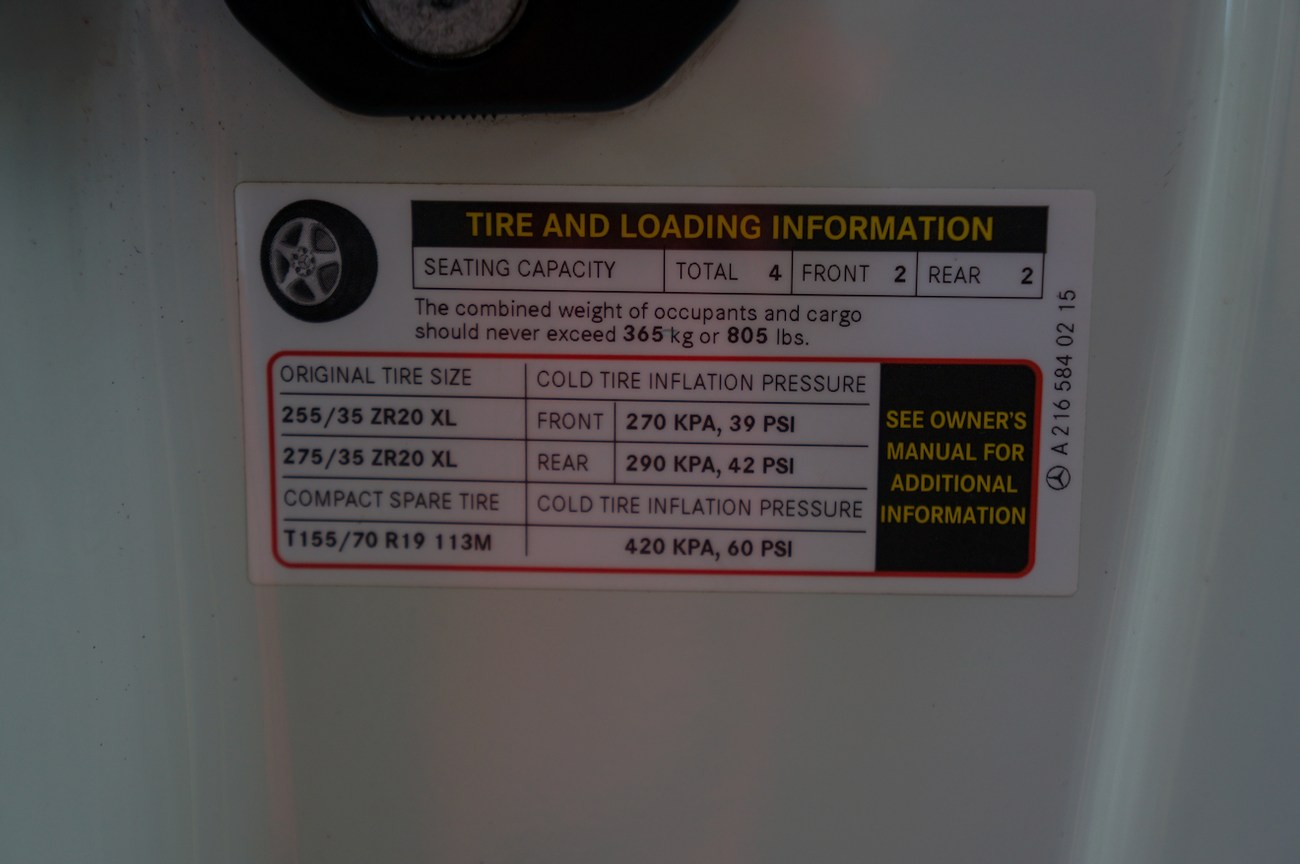 TIRE AND LOADING INFORMATION
SEATING CAPACITY TOTAL 4 FRONT 2 REAR 2
The combined weight of occupants and cargo
should never exceed 365 kg or 805 lbs.
ORIGINAL TIRE SIZE COLD TIRE INFLATION PRESSURE
255/35 ZR20 XL FRONT 270 KPA, 39 PSI
275/35 ZR20 XL REAR 290 KPA, 42 PSI
COMPACT SPARE TIRE COLD TIRE INFLATION PRESSURE
T155/70 R19 113M 420 KPA, 60 PSI
SEE OWNER'S
MANUAL FOR
ADDITIONAL
INFORMATION
A 216 584 02 15